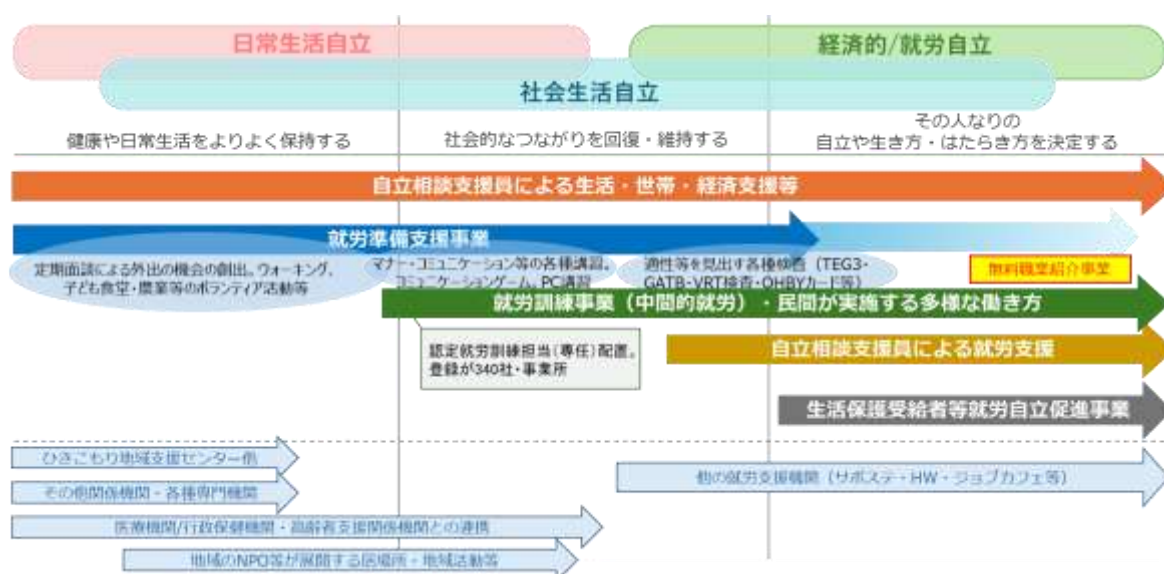 日常生活自立
経済的/就労自立
社会生活自立
健康や日常生活をよりよく保持する
社会的なつながりを回復・維持する
その人なりの
自立や生き方・はたらき方を決定する
自立相談支援員による生活・世帯・経済支援等
就労準備支援事業
定期面談による外出の機会の創出、ウォーキング、
子ども食堂・農業等のボランティア活動等
マナー・コミュニケーション等の各種講習、
コミュニケーションゲーム、PC講習
適性等を見出す各種検査（TEG3・
GATB・VRT検査・OHBYカード等）
無料職業紹介事業
就労訓練事業（中間的就労）・民間が実施する多様な働き方
認定就労訓練担当（専任）配置。
登録が340社・事業所
自立相談支援員による就労支援
生活保護受給者等就労自立促進事業
ひきこもり地域支援センター他
その他関係機関・各種専門機関
他の就労支援機関（サポステ・HW・ジョブカフェ等）
医療機関/行政保健機関・高齢者支援関係機関との連携
地域のNPO等が展開する居場所・地域活動等